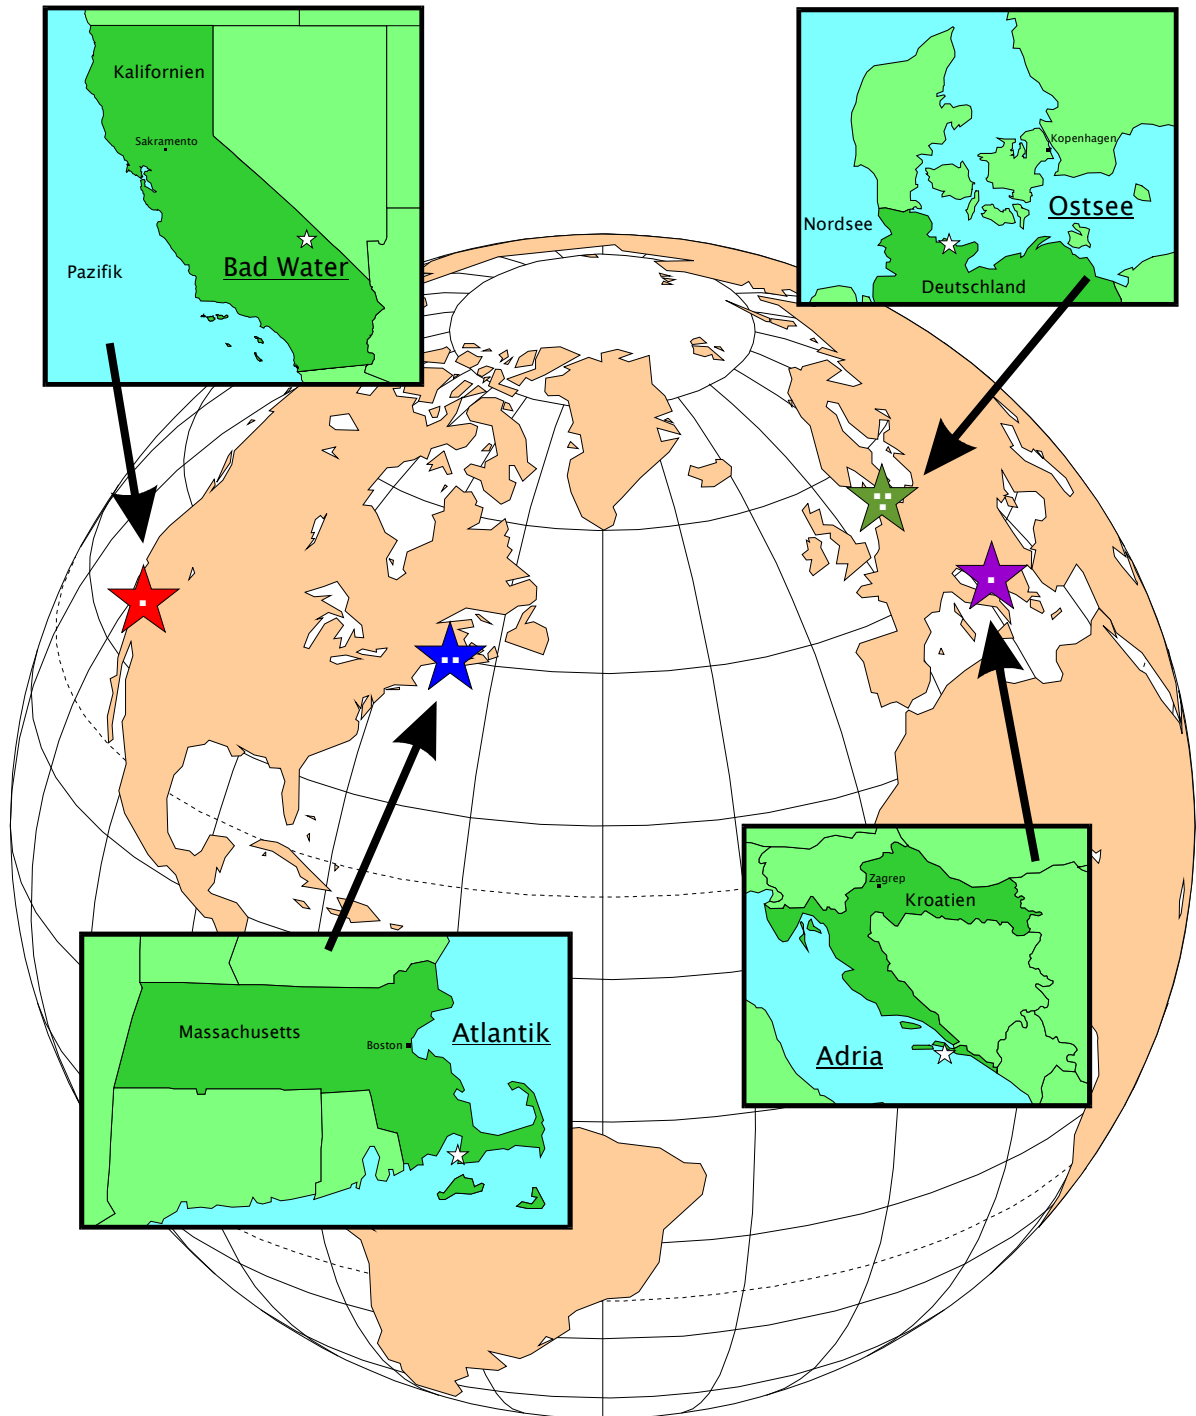 Kalifornien
Sakramento
Bad Water
Pazifik
Kopenhagen
Ostsee
Nordsee
Deutschland
Zagrep
Kroatien
Adria
Massachusetts
Boston
Atlantik